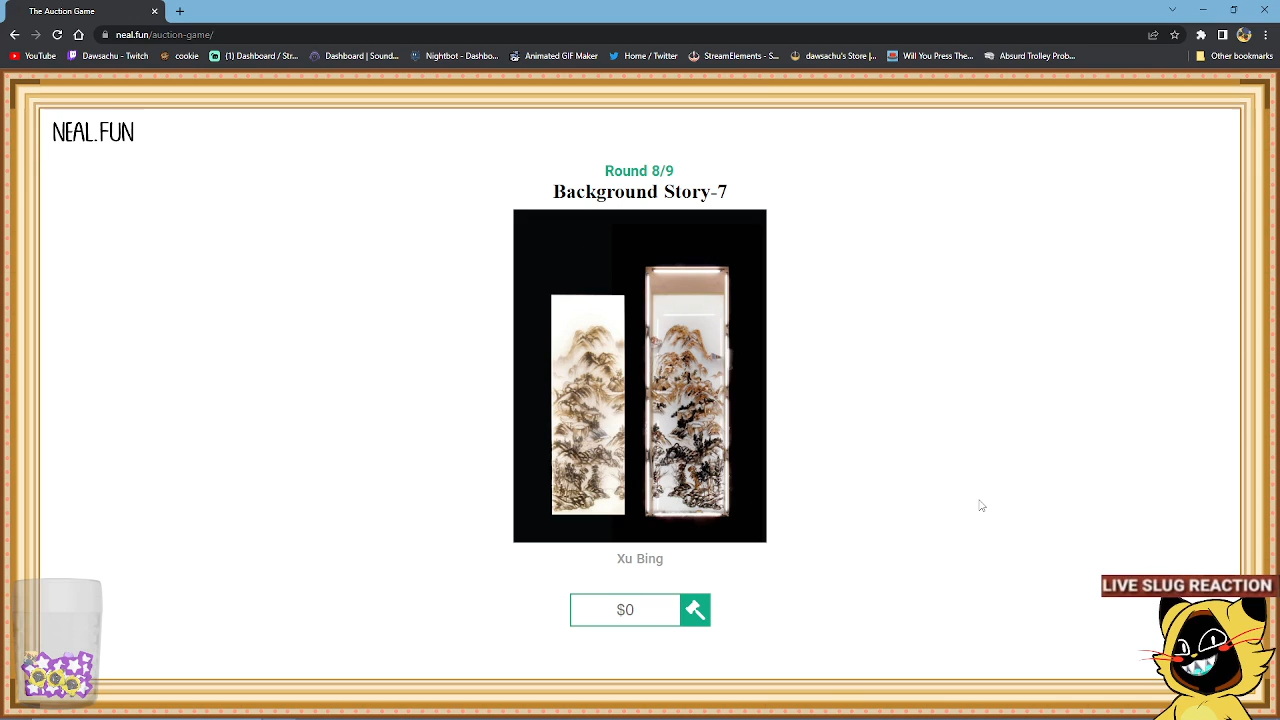 The Auction Game
neal.fun/auction-game/
YouTube
Dawsachu - Twitch
cookie
(1) Dashboard / Str...
Dashboard | Sound...
Nightbot - Dashbo...
Animated GIF Maker
Home / Twitter
StreamElements - S...
dawsachu's Store |...
Will You Press The...
Absurd Trolley Prob...
Other bookmarks
NEAL.FUN
Round 8/9
Background Story-7
Xu Bing
$0
LIVE SLUG REACTION